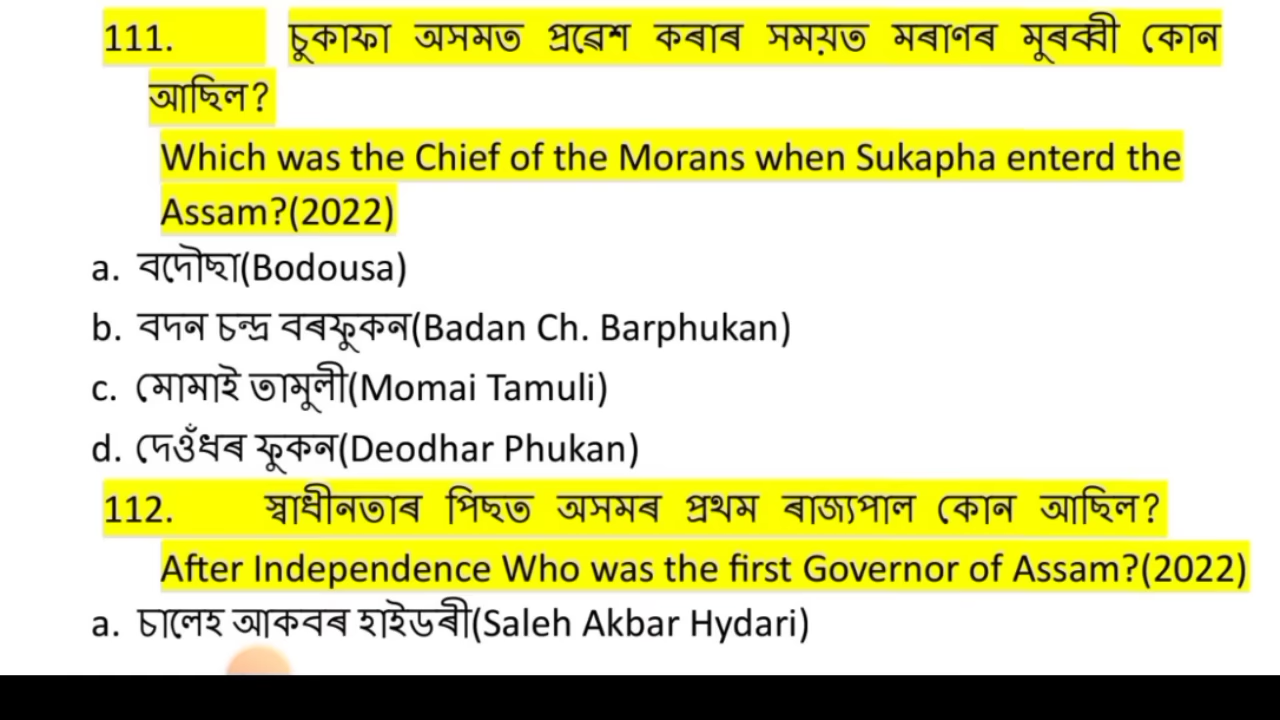 111. চুকাফা অসমত প্ৰৱেশ কৰাৰ সময়ত মৰাণৰ মুৰব্বী কোন
আছিল?
Which was the Chief of the Morans when Sukapha enterd the
Assam?(2022)
a. বদৌছা(Bodousa)
b. বদন চন্দ্ৰ বৰফুকন(Badan Ch. Barphukan)
c. মোমাই তামুলী(Momai Tamuli)
d. দেওঁধৰ ফুকন(Deodhar Phukan)
112. স্বাধীনতাৰ পিছত অসমৰ প্ৰথম ৰাজ্যপাল কোন আছিল?
After Independence Who was the first Governor of Assam?(2022)
a. চালেহ আকবৰ হাইডৰী(Saleh Akbar Hydari)